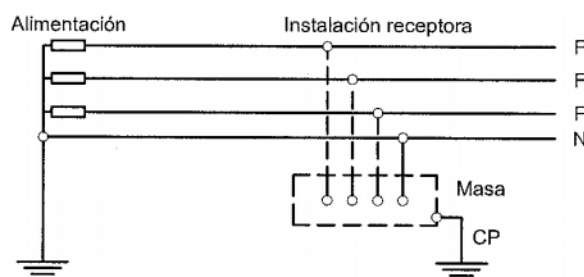 Alimentación
Instalación receptora
F
F
F
N
Masa
CP